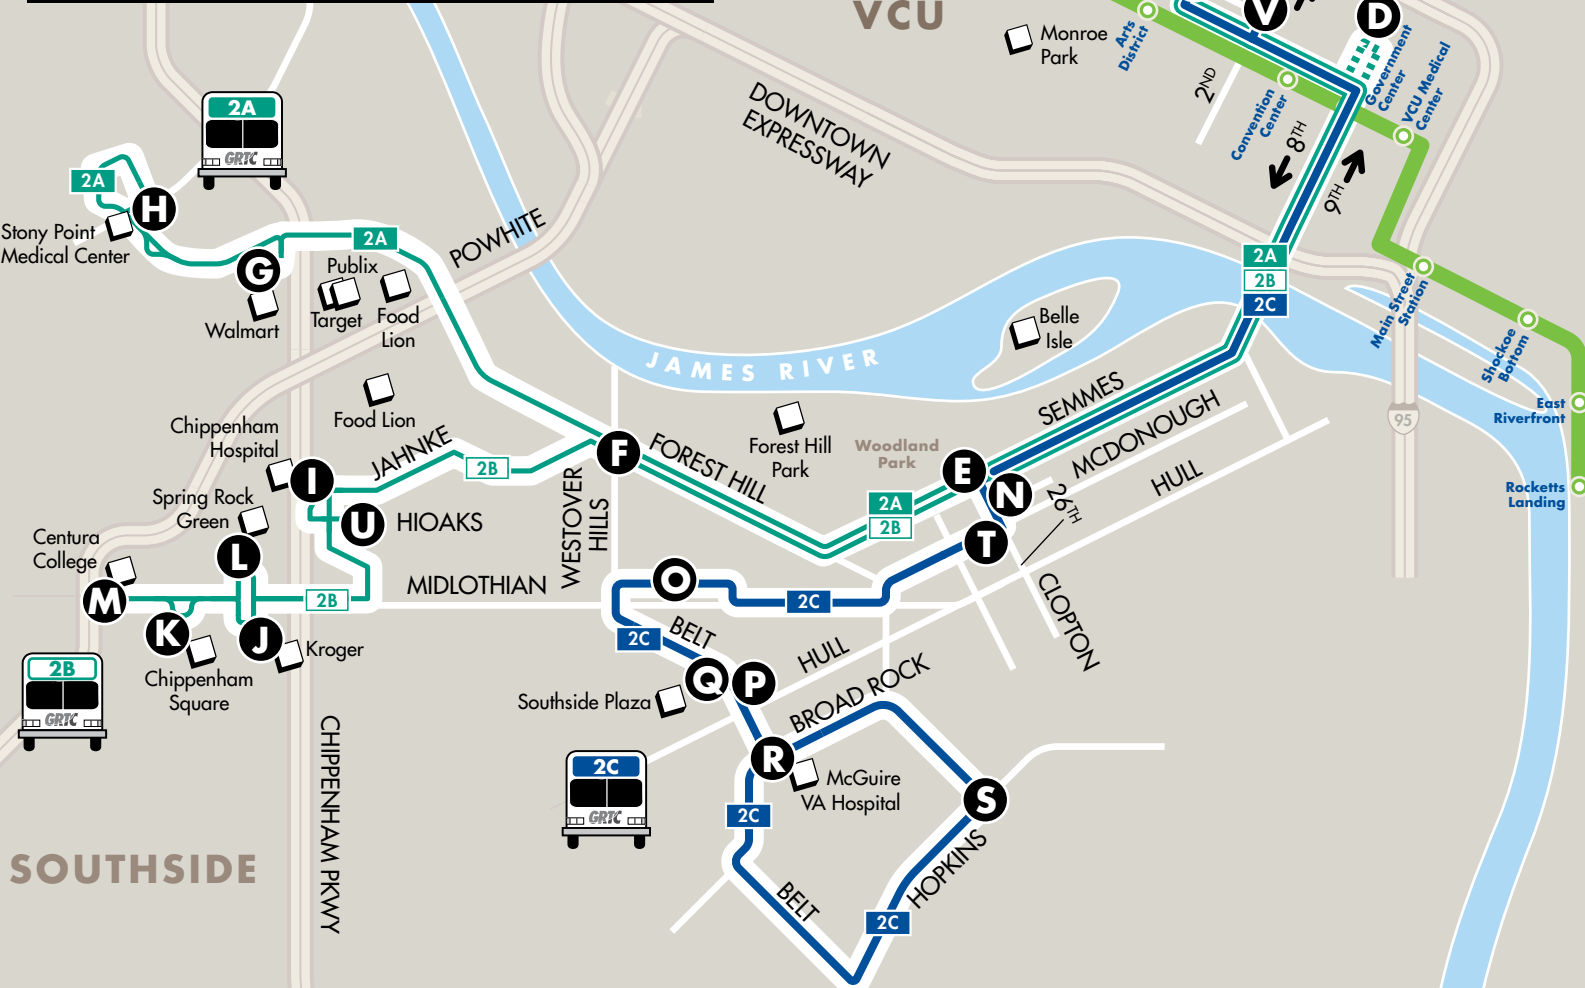 VCU
V
D
Monroe
Park
Arts
District
2ND
Convention
Center
Government
Center
VCU Medical
Center
8TH
9TH
DOWNTOWN
EXPRESSWAY
2A
GRTC
2A
H
Stony Point
Medical Center
G
Walmart
2A
Publix
Target
Food
Lion
POWHITE
JAMES RIVER
Belle
Isle
2A
2B
2C
Main Street
Station
Shockoe
Bottom
East
Riverfront
Rocketts
Landing
95
Food Lion
Chippenham
Hospital
I
JAHNKE
2B
F
FOREST HILL
Forest Hill
Park
Woodland
Park
SEMMES
MCDONOUGH
HULL
E
N
26TH
T
2A
2B
Spring Rock
Green
U
HIOAKS
WESTOVER
HILLS
Centura
College
L
M
2B
MIDLOTHIAN
O
2C
CLOPTON
K
J
Kroger
Chippenham
Square
2B
GRTC
2C
BELT
HULL
Q
P
Southside Plaza
BROAD ROCK
R
McGuire
VA Hospital
S
2C
GRTC
2C
CHIPPENHAM PKWY
SOUTHSIDE
BELT
HOPKINS
2C